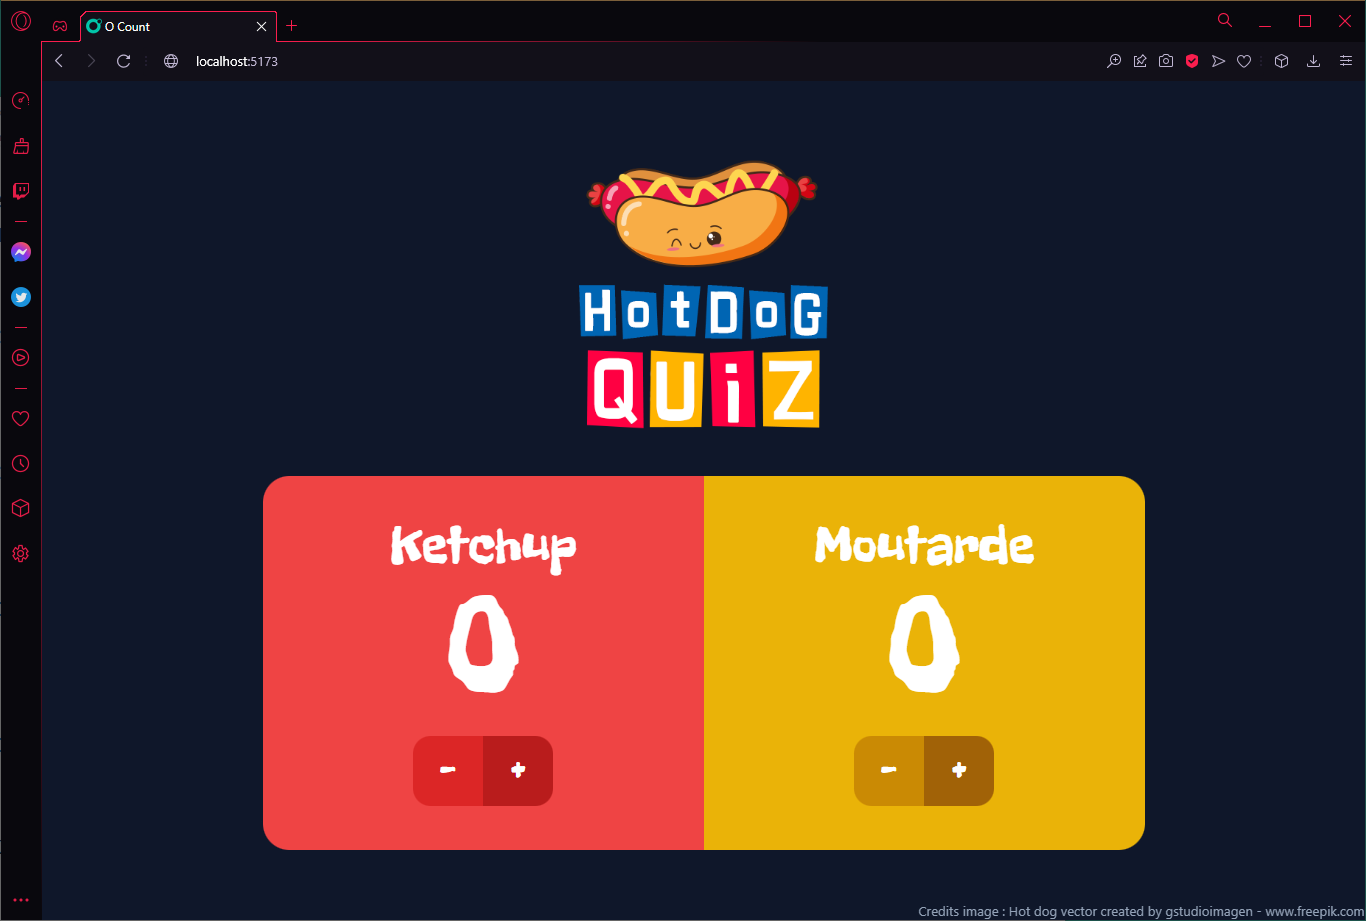 O Count
localhost:5173
HotDoG
QUiZ
Ketchup
Moutarde
0
0
- +
- +
Credits image : Hot dog vector created by gstudioimagen - www.freepik.com